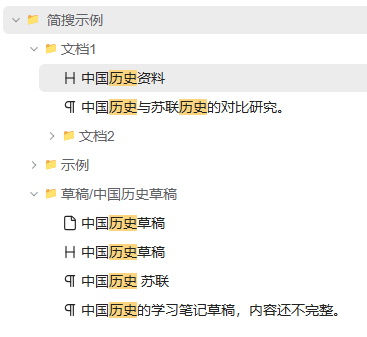 简搜示例
文档1
中国历史资料
中国历史与苏联历史的对比研究。
文档2
示例
草稿/中国历史草稿
中国历史草稿
中国历史草稿
中国历史 苏联
中国历史的学习笔记草稿，内容还不完整。